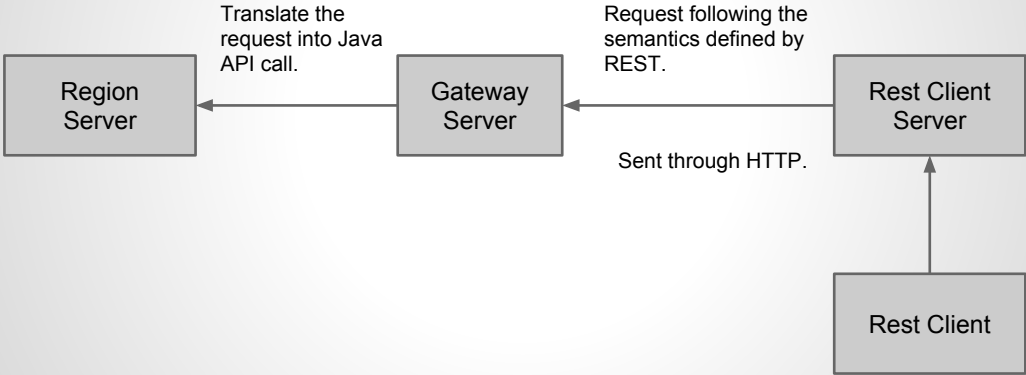 Translate the
request into Java
API call.
Request following the
semantics defined by
REST.
Region
Server
Gateway
Server
Rest Client
Server
Sent through HTTP.
Rest Client